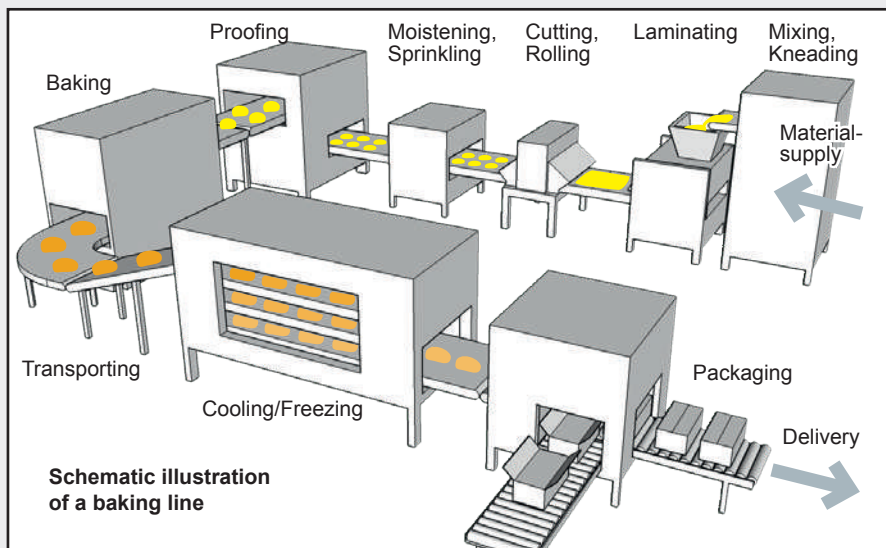 Proofing
Moistening,
Sprinkling
Cutting,
Rolling
Laminating
Mixing,
Kneading
Baking
Material-
supply
Transporting
Cooling/Freezing
Packaging
Delivery
Schematic illustration
of a baking line